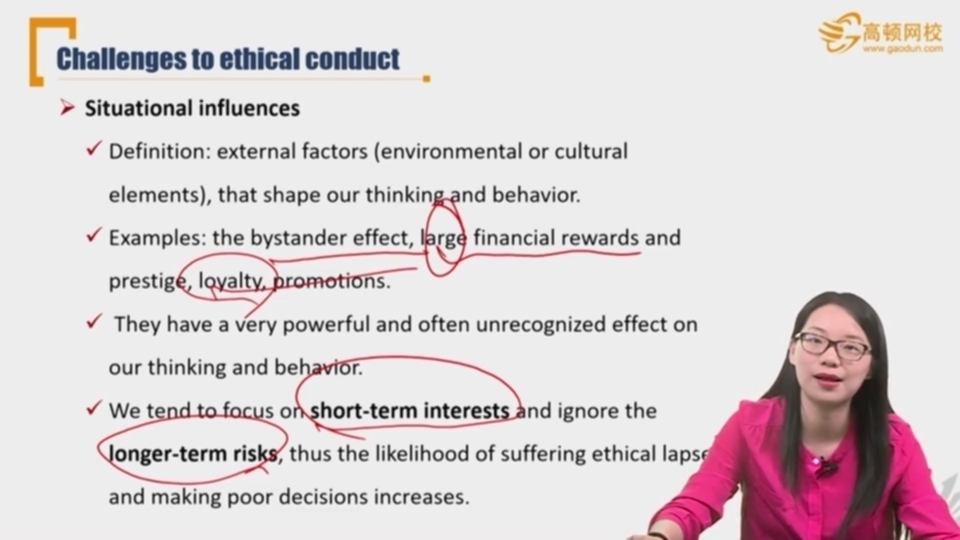 Challenges to ethical conduct
高顿网校
www.gaodun.com
Situational influences
Definition: external factors (environmental or cultural
elements), that shape our thinking and behavior.
Examples: the bystander effect, large financial rewards and
prestige, loyalty, promotions.
They have a very powerful and often unrecognized effect on
our thinking and behavior.
We tend to focus on short-term interests and ignore the
longer-term risks, thus the likelihood of suffering ethical lapse
and making poor decisions increases.